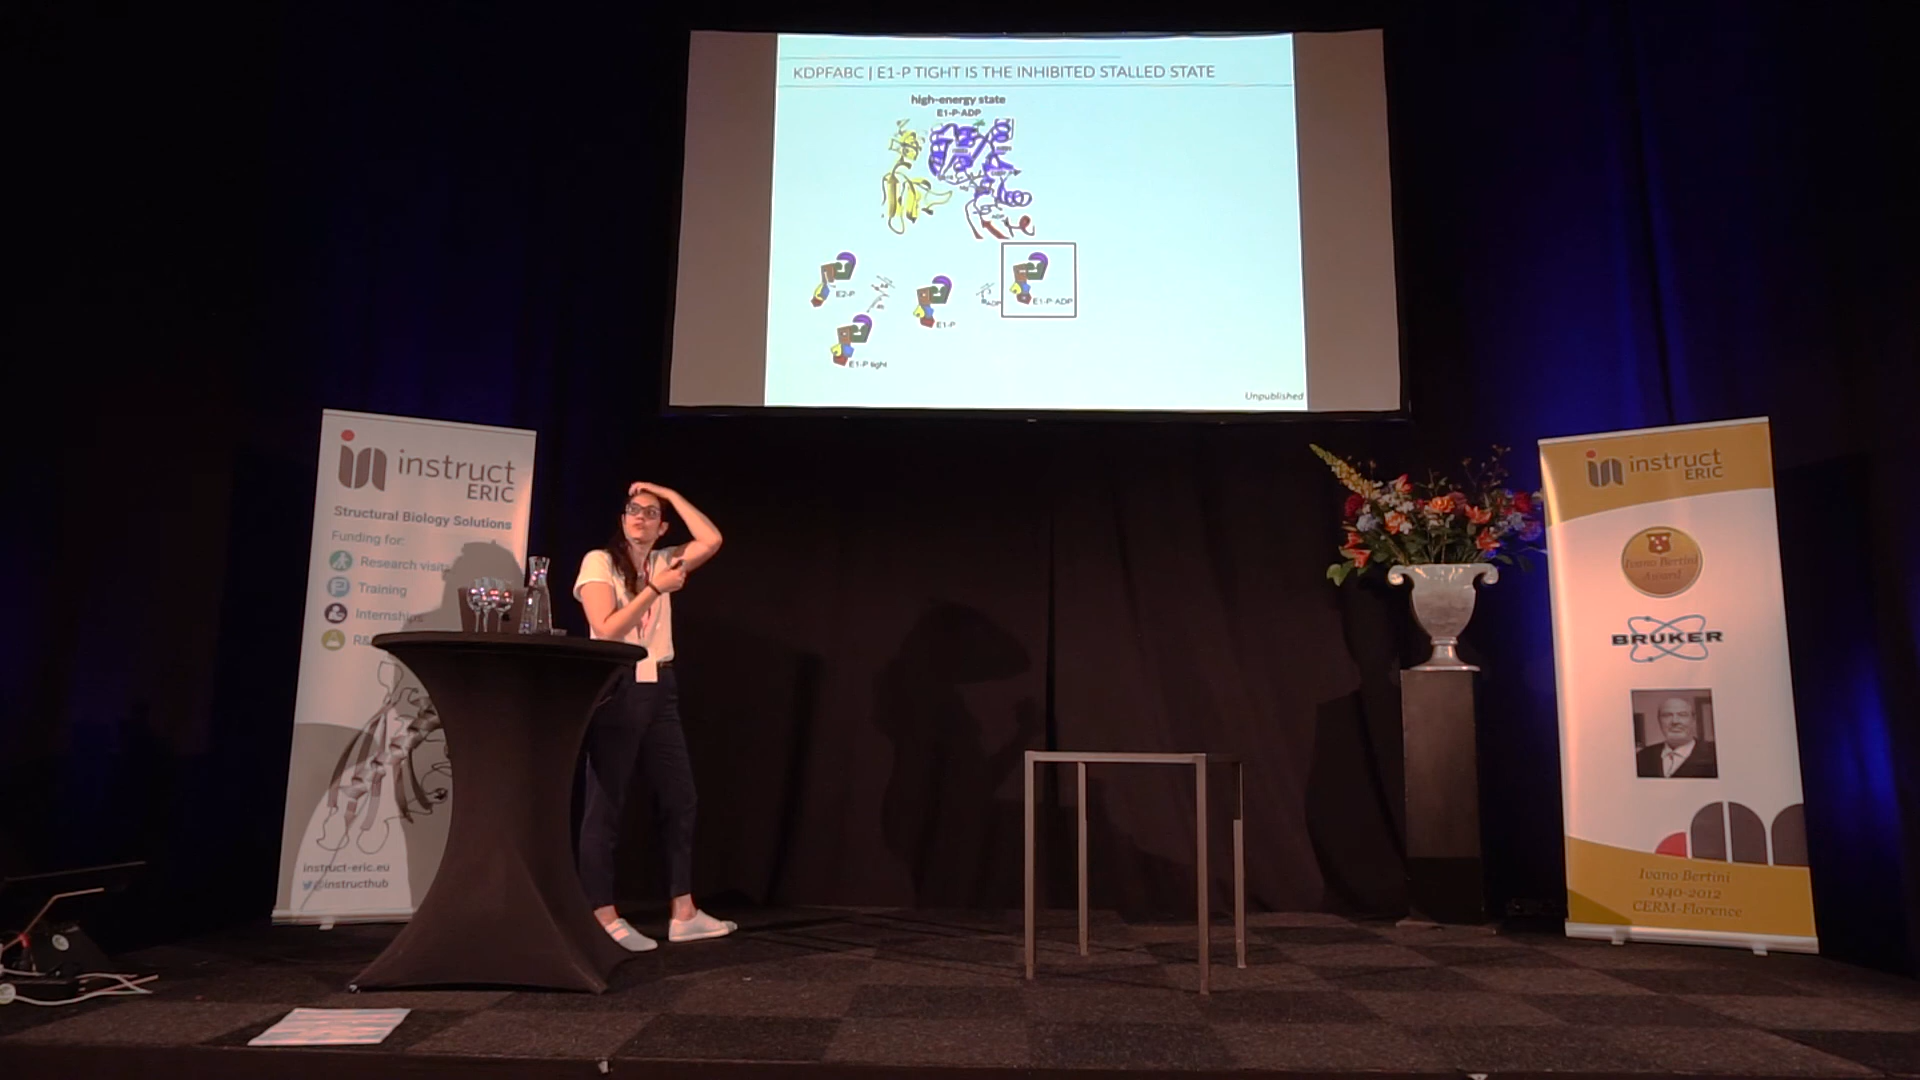 KDPFABC | E1-P TIGHT IS THE INHIBITED STALLED STATE
high-energy state
E1-P·ADP
E2-P
E1-P
ADP
E1-P·ADP
E1-P tight
Unpublished
instruct
ERIC
Structural Biology Solutions
Funding for:
Research visits
Training
Internships
instruct-eric.eu
@instructhub
instruct
ERIC
Ivano Bertini
Award
BRUKER
Ivano Bertini
1940-2012
CERM-Florence